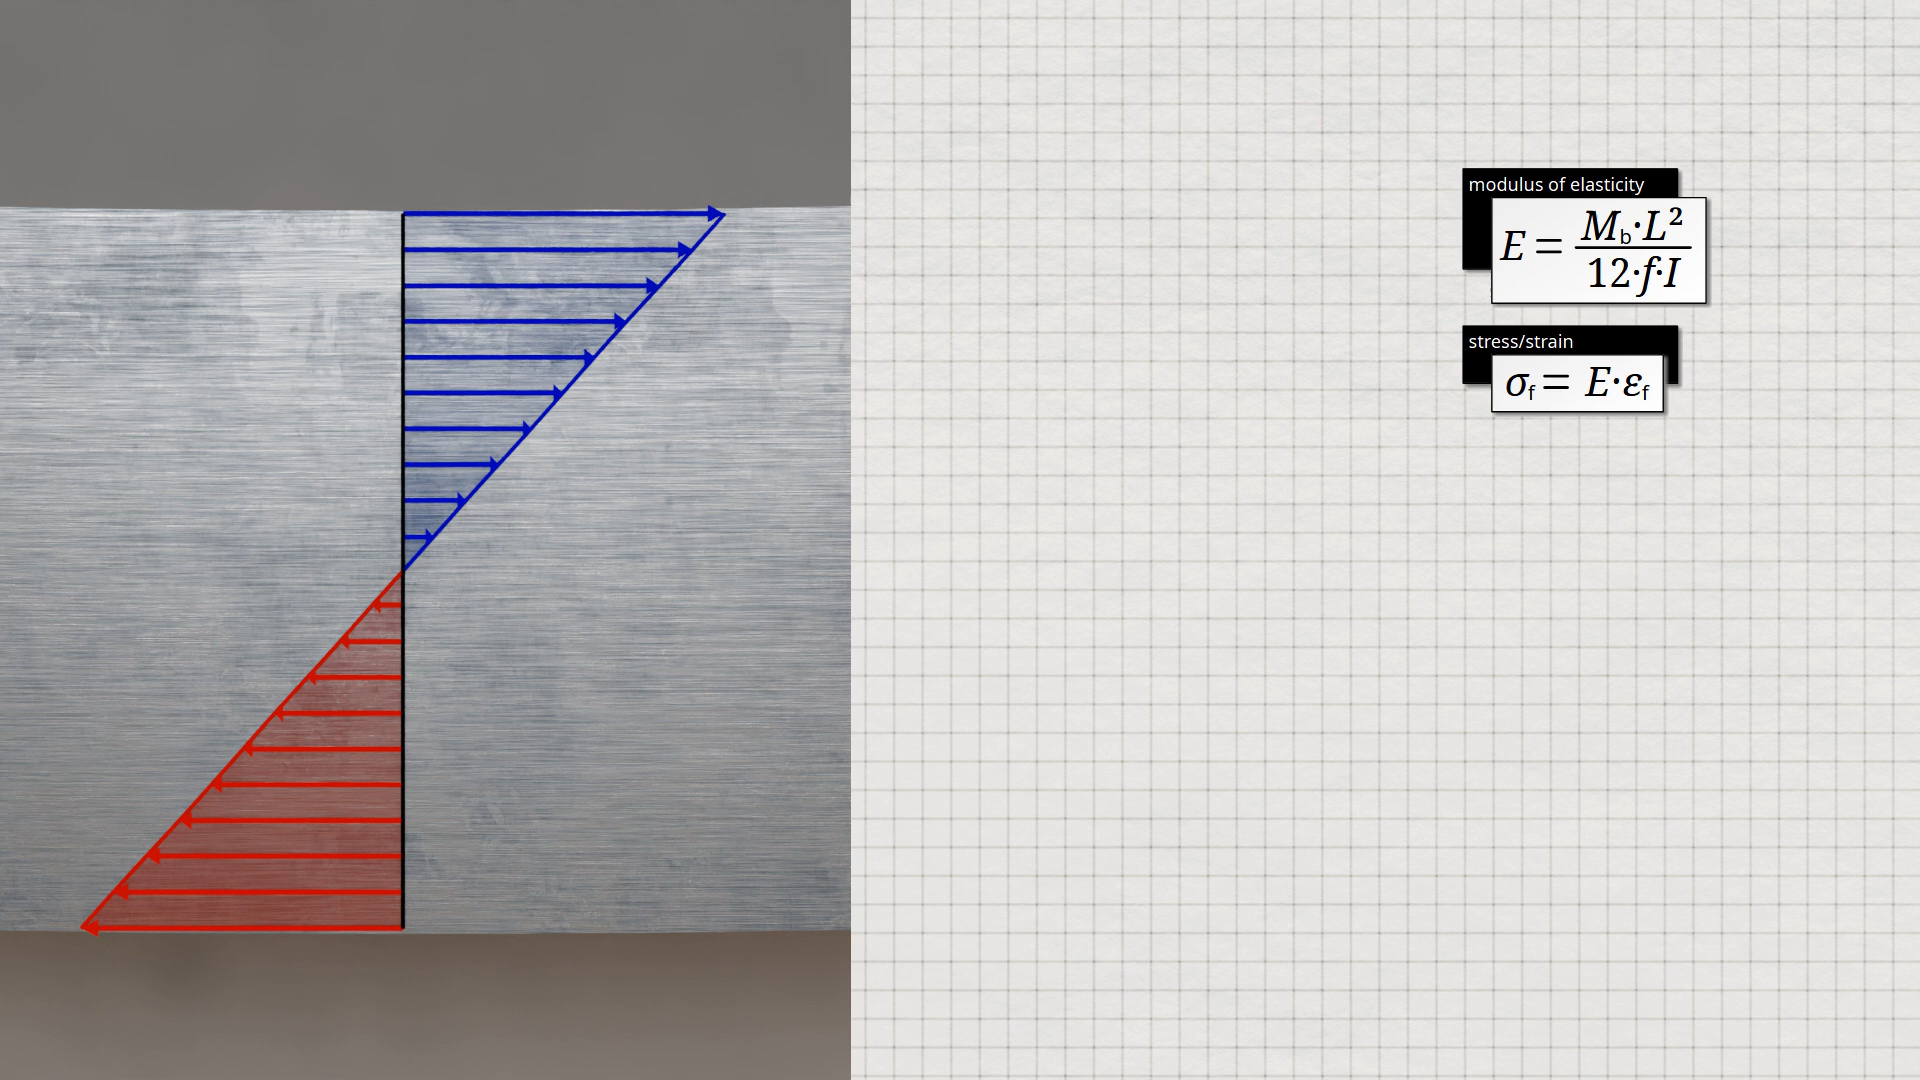 modulus of elasticity
E = M_b·L² / 12·f·I
stress/strain
σ_f = E·ε_f